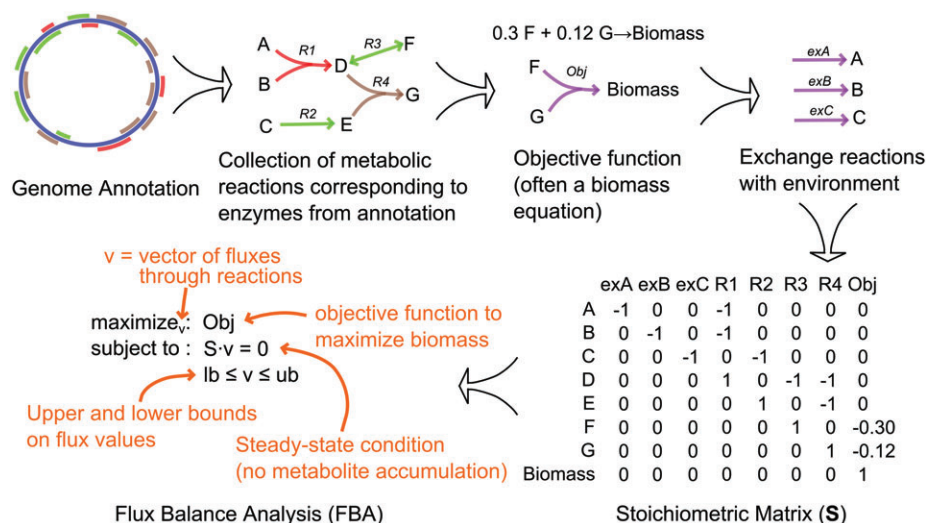 Genome Annotation
A
B
C
R1
R2
R3
R4
D
E
F
G
Collection of metabolic
reactions corresponding to
enzymes from annotation
0.3 F + 0.12 G→Biomass
F
G
Obj
Biomass
Objective function
(often a biomass
equation)
exA A
exB B
exC C
Exchange reactions
with environment
exA exB exC R1 R2 R3 R4 Obj
A -1 0 0 -1 0 0 0 0
B 0 -1 0 -1 0 0 0 0
C 0 0 -1 0 -1 0 0 0
D 0 0 0 1 0 -1 -1 0
E 0 0 0 0 1 0 -1 0
F 0 0 0 0 0 1 0 -0.30
G 0 0 0 0 0 0 1 -0.12
Biomass 0 0 0 0 0 0 0 1
Stoichiometric Matrix (S)
v = vector of fluxes
through reactions
maximizeᵥ: Obj
subject to : S·v = 0
lb ≤ v ≤ ub
objective function to
maximize biomass
Upper and lower bounds
on flux values
Steady-state condition
(no metabolite accumulation)
Flux Balance Analysis (FBA)